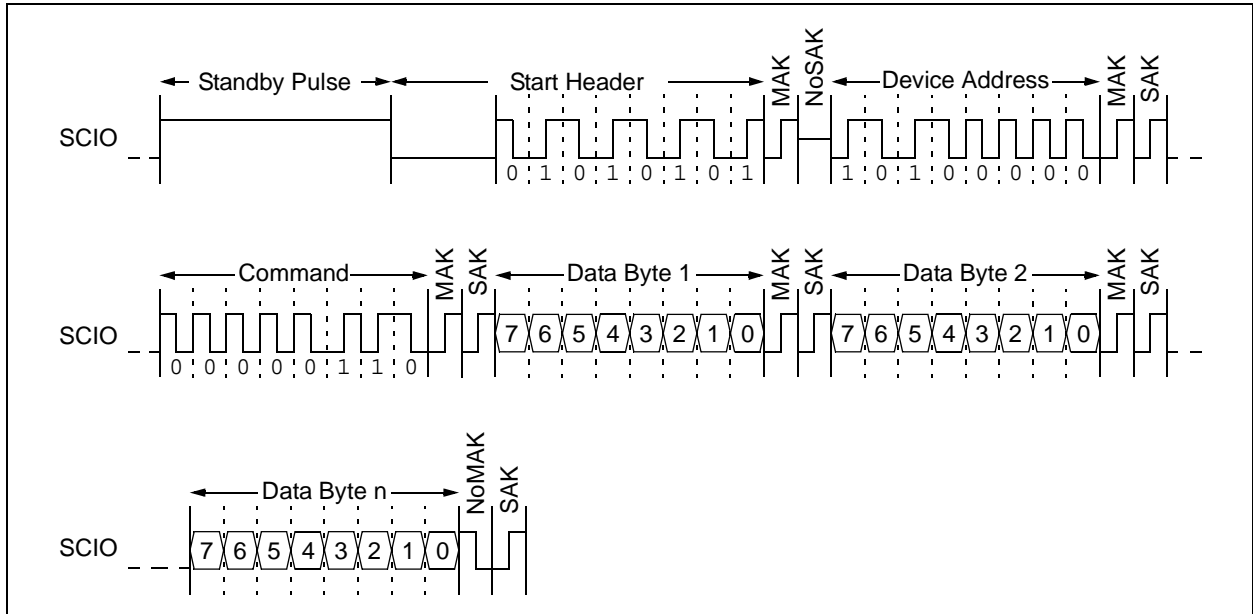 Standby Pulse Start Header MAK NoSAK Device Address MAK SAK
SCIO
0 1 0 1 0 1 0 1 1 0 1 0 0 0 0 0
Command MAK SAK Data Byte 1 MAK SAK Data Byte 2 MAK SAK
SCIO 7 6 5 4 3 2 1 0 7 6 5 4 3 2 1 0
0 0 0 0 0 1 1 0
Data Byte n NoMAK SAK
SCIO 7 6 5 4 3 2 1 0